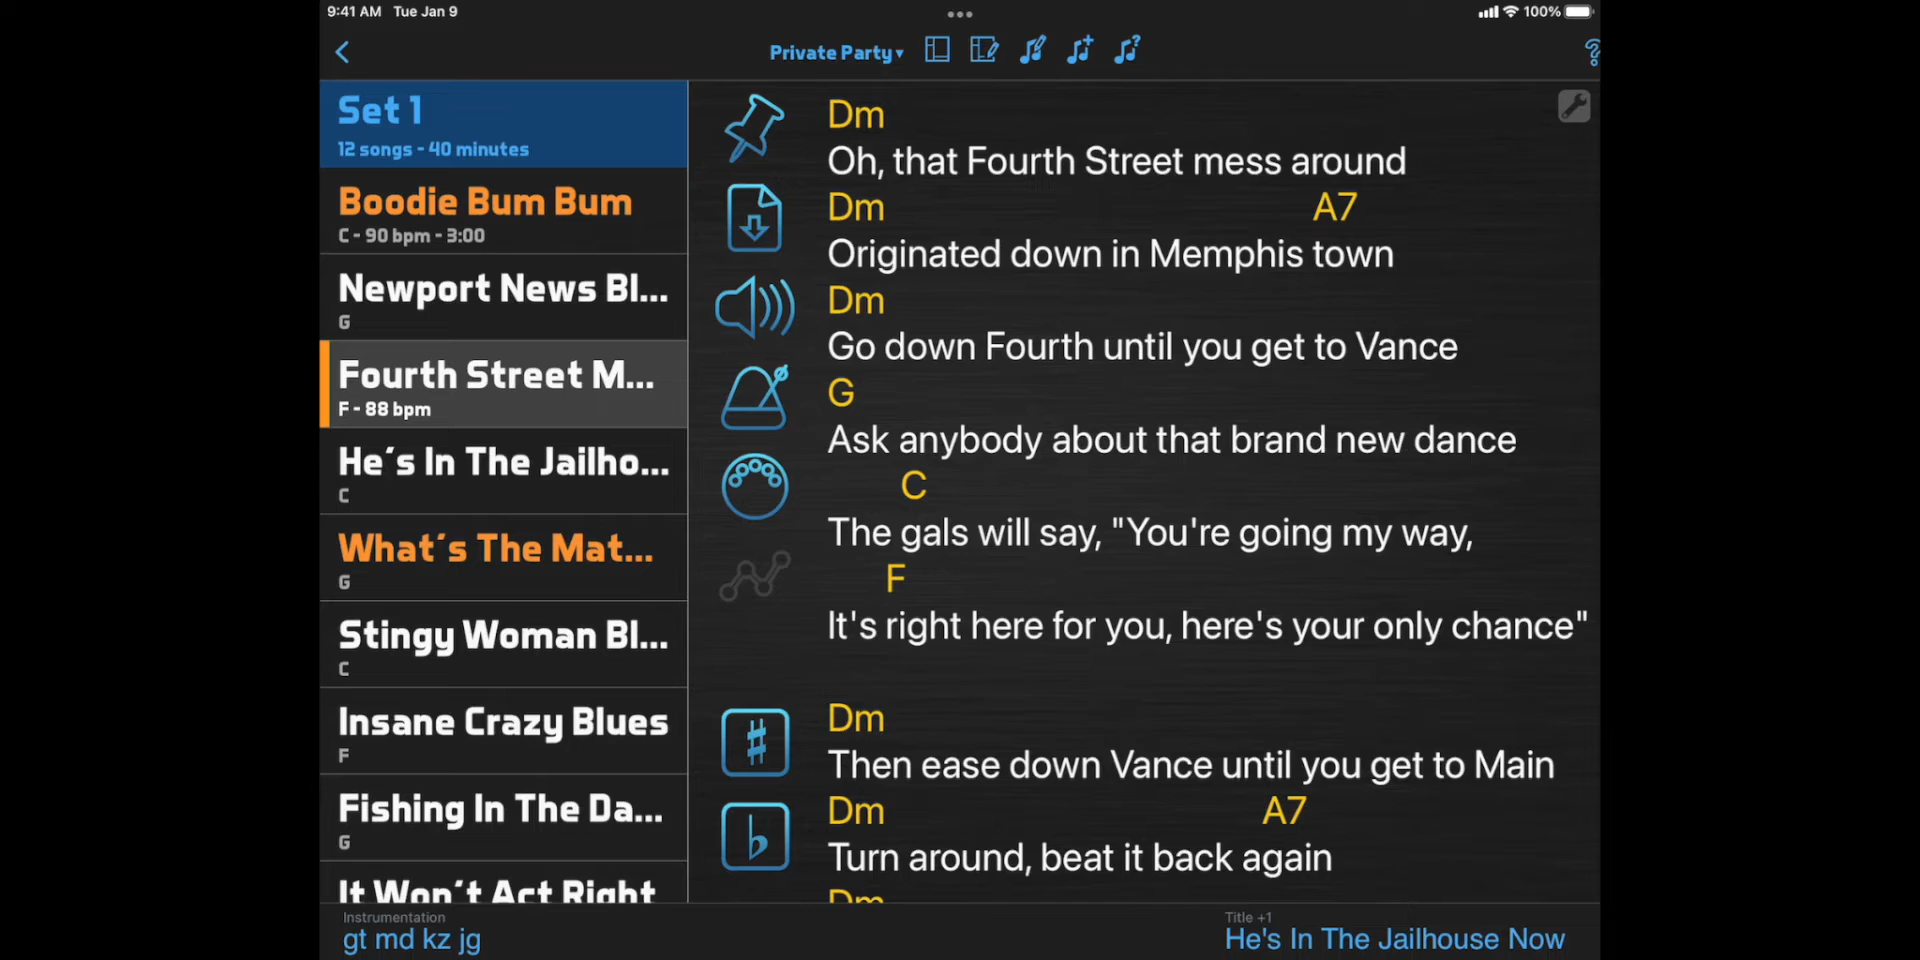 9:41 AM Tue Jan 9
100%
Private Party
Set 1
12 songs - 40 minutes
Boodie Bum Bum
C - 90 bpm - 3:00
Newport News Bl...
G
Fourth Street M...
F - 88 bpm
He's In The Jailho...
C
What's The Mat...
G
Stingy Woman Bl...
C
Insane Crazy Blues
F
Fishing In The Da...
G
It Won't Act Right
Dm
Oh, that Fourth Street mess around
Dm A7
Originated down in Memphis town
Dm
Go down Fourth until you get to Vance
G
Ask anybody about that brand new dance
C
The gals will say, "You're going my way,
F
It's right here for you, here's your only chance"
Dm
Then ease down Vance until you get to Main
Dm A7
Turn around, beat it back again
Dm
Instrumentation
gt md kz jg
Title +1
He's In The Jailhouse Now